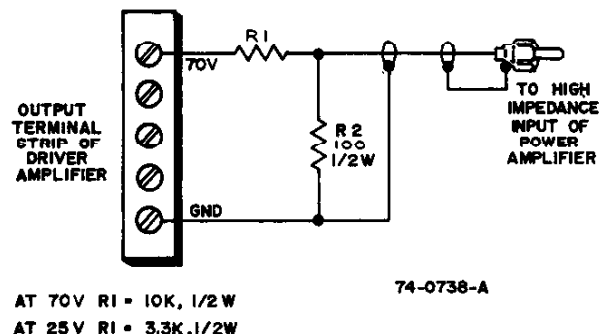 R1
70V
OUTPUT
TERMINAL
STRIP OF
DRIVER
AMPLIFIER
R2
100
1/2W
TO HIGH
IMPEDANCE
INPUT OF
POWER
AMPLIFIER
GND
74-0738-A
AT 70V R1 = 10K, 1/2W
AT 25V R1 = 3.3K, 1/2W